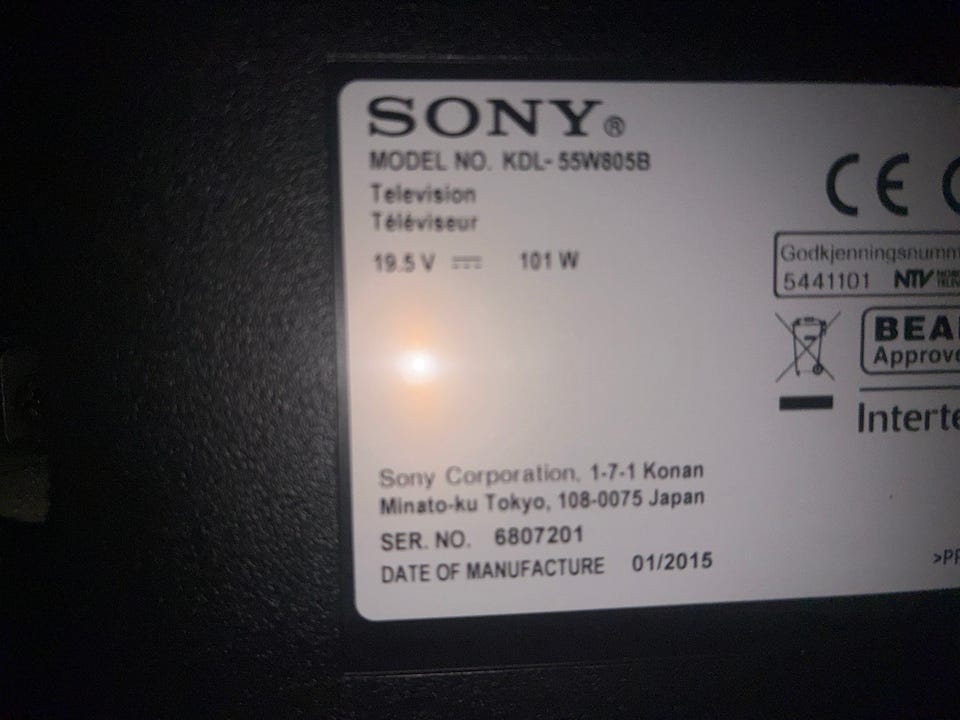 SONY®
MODEL NO. KDL-55W805B
Television
Téléviseur
19.5 V ⎓ 101 W
CE
Godkjenningsnumm
5441101 NTV
BEA
Approve
Interte
Sony Corporation, 1-7-1 Konan
Minato-ku Tokyo, 108-0075 Japan
SER. NO. 6807201
DATE OF MANUFACTURE 01/2015
>PP